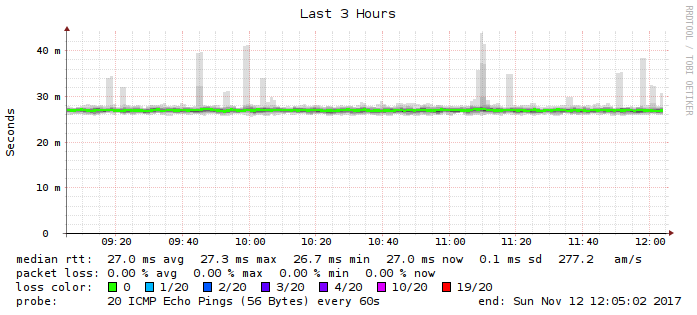 Last 3 Hours
RRDTOOL / TOBI OETIKER
Seconds
40 m
30 m
20 m
10 m
0
09:20 09:40 10:00 10:20 10:40 11:00 11:20 11:40 12:00
median rtt: 27.0 ms avg 27.3 ms max 26.7 ms min 27.0 ms now 0.1 ms sd 277.2 am/s
packet loss: 0.00 % avg 0.00 % max 0.00 % min 0.00 % now
loss color: 0 1/20 2/20 3/20 4/20 10/20 19/20
probe: 20 ICMP Echo Pings (56 Bytes) every 60s end: Sun Nov 12 12:05:02 2017